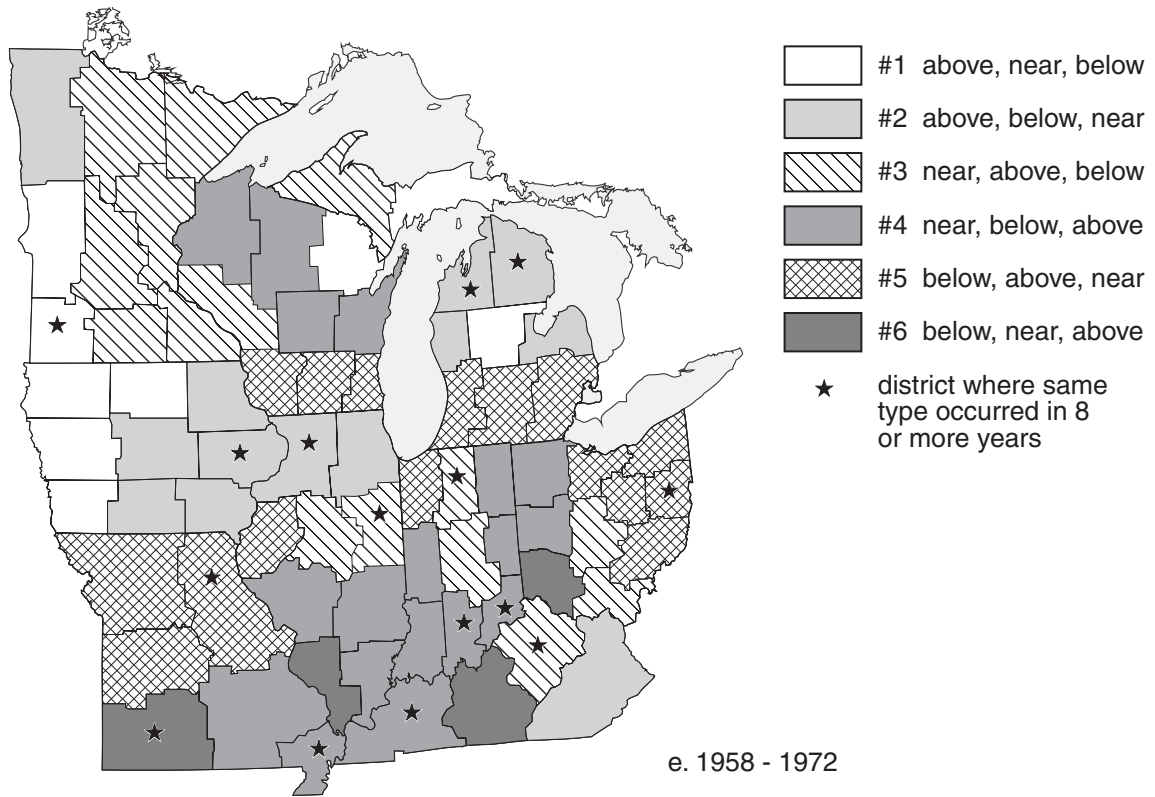 #1 above, near, below
#2 above, below, near
#3 near, above, below
#4 near, below, above
#5 below, above, near
#6 below, near, above
district where same
type occurred in 8
or more years
e. 1958 - 1972